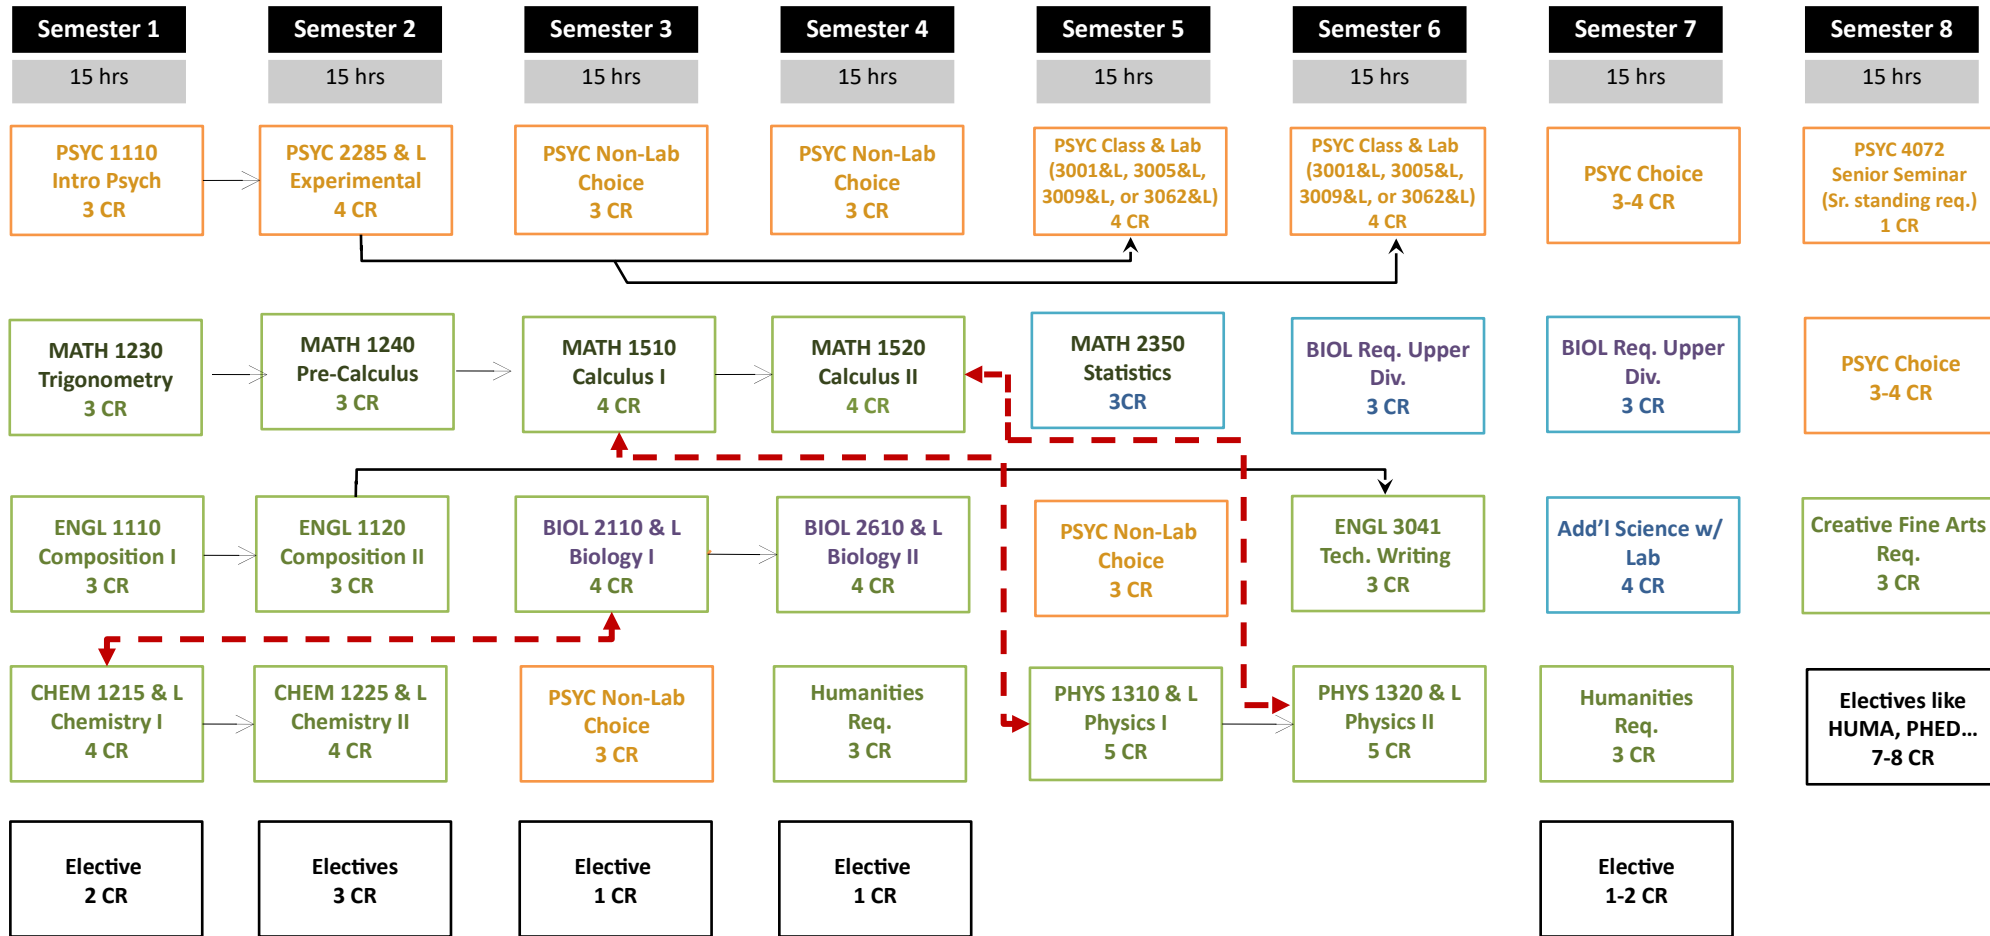 Semester 1
Semester 2
Semester 3
Semester 4
Semester 5
Semester 6
Semester 7
Semester 8
15 hrs
15 hrs
15 hrs
15 hrs
15 hrs
15 hrs
15 hrs
15 hrs
PSYC 1110
Intro Psych
3 CR
PSYC 2285 & L
Experimental
4 CR
PSYC Non-Lab
Choice
3 CR
PSYC Non-Lab
Choice
3 CR
PSYC Class & Lab
(3001&L, 3005&L,
3009&L, or 3062&L)
4 CR
PSYC Class & Lab
(3001&L, 3005&L,
3009&L, or 3062&L)
4 CR
PSYC Choice
3-4 CR
PSYC 4072
Senior Seminar
(Sr. standing req.)
1 CR
MATH 1230
Trigonometry
3 CR
MATH 1240
Pre-Calculus
3 CR
MATH 1510
Calculus I
4 CR
MATH 1520
Calculus II
4 CR
MATH 2350
Statistics
3CR
BIOL Req. Upper
Div.
3 CR
BIOL Req. Upper
Div.
3 CR
PSYC Choice
3-4 CR
ENGL 1110
Composition I
3 CR
ENGL 1120
Composition II
3 CR
BIOL 2110 & L
Biology I
4 CR
BIOL 2610 & L
Biology II
4 CR
PSYC Non-Lab
Choice
3 CR
ENGL 3041
Tech. Writing
3 CR
Add’l Science w/
Lab
4 CR
Creative Fine Arts
Req.
3 CR
CHEM 1215 & L
Chemistry I
4 CR
CHEM 1225 & L
Chemistry II
4 CR
PSYC Non-Lab
Choice
3 CR
Humanities
Req.
3 CR
PHYS 1310 & L
Physics I
5 CR
PHYS 1320 & L
Physics II
5 CR
Humanities
Req.
3 CR
Electives like
HUMA, PHED…
7-8 CR
Elective
2 CR
Electives
3 CR
Elective
1 CR
Elective
1 CR
Elective
1-2 CR